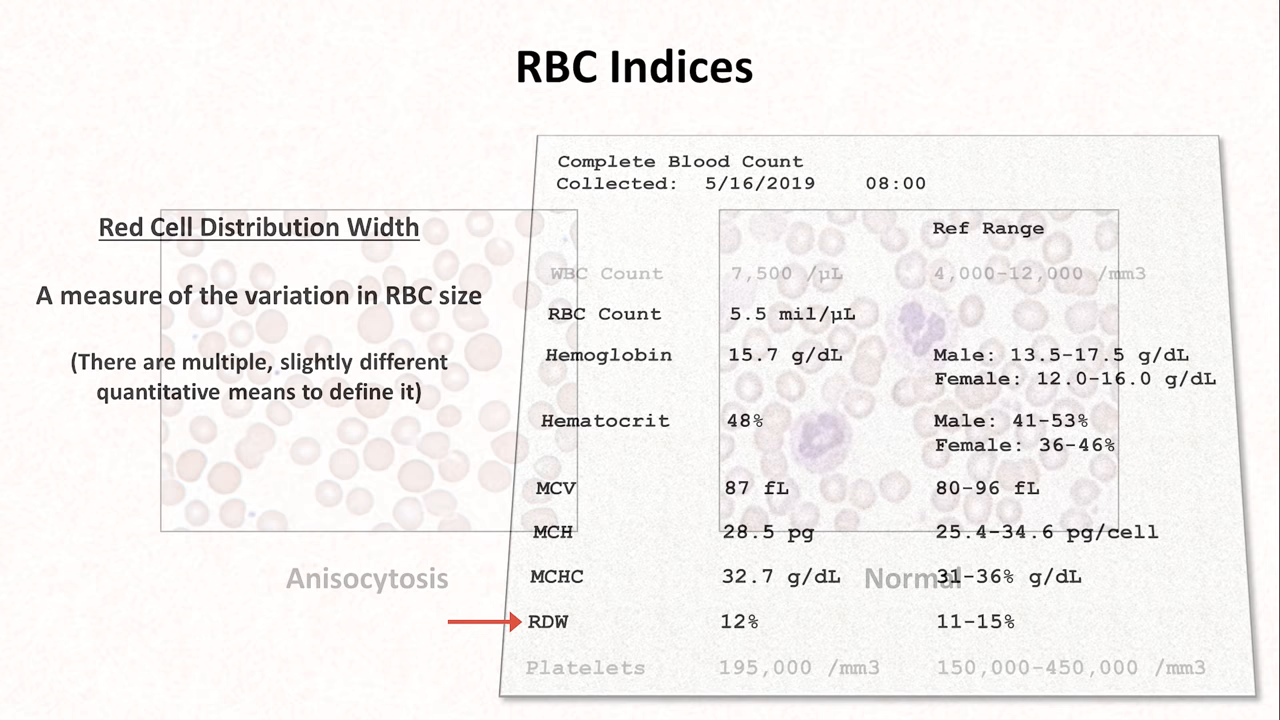 RBC Indices
Red Cell Distribution Width
A measure of the variation in RBC size
(There are multiple, slightly different
quantitative means to define it)
Anisocytosis
Normal
Complete Blood Count
Collected: 5/16/2019 08:00
Ref Range
WBC Count 7,500 /µL 4,000-12,000 /mm3
RBC Count 5.5 mil/µL
Hemoglobin 15.7 g/dL Male: 13.5-17.5 g/dL
Female: 12.0-16.0 g/dL
Hematocrit 48% Male: 41-53%
Female: 36-46%
MCV 87 fL 80-96 fL
MCH 28.5 pg 25.4-34.6 pg/cell
MCHC 32.7 g/dL 31-36% g/dL
RDW 12% 11-15%
Platelets 195,000 /mm3 150,000-450,000 /mm3